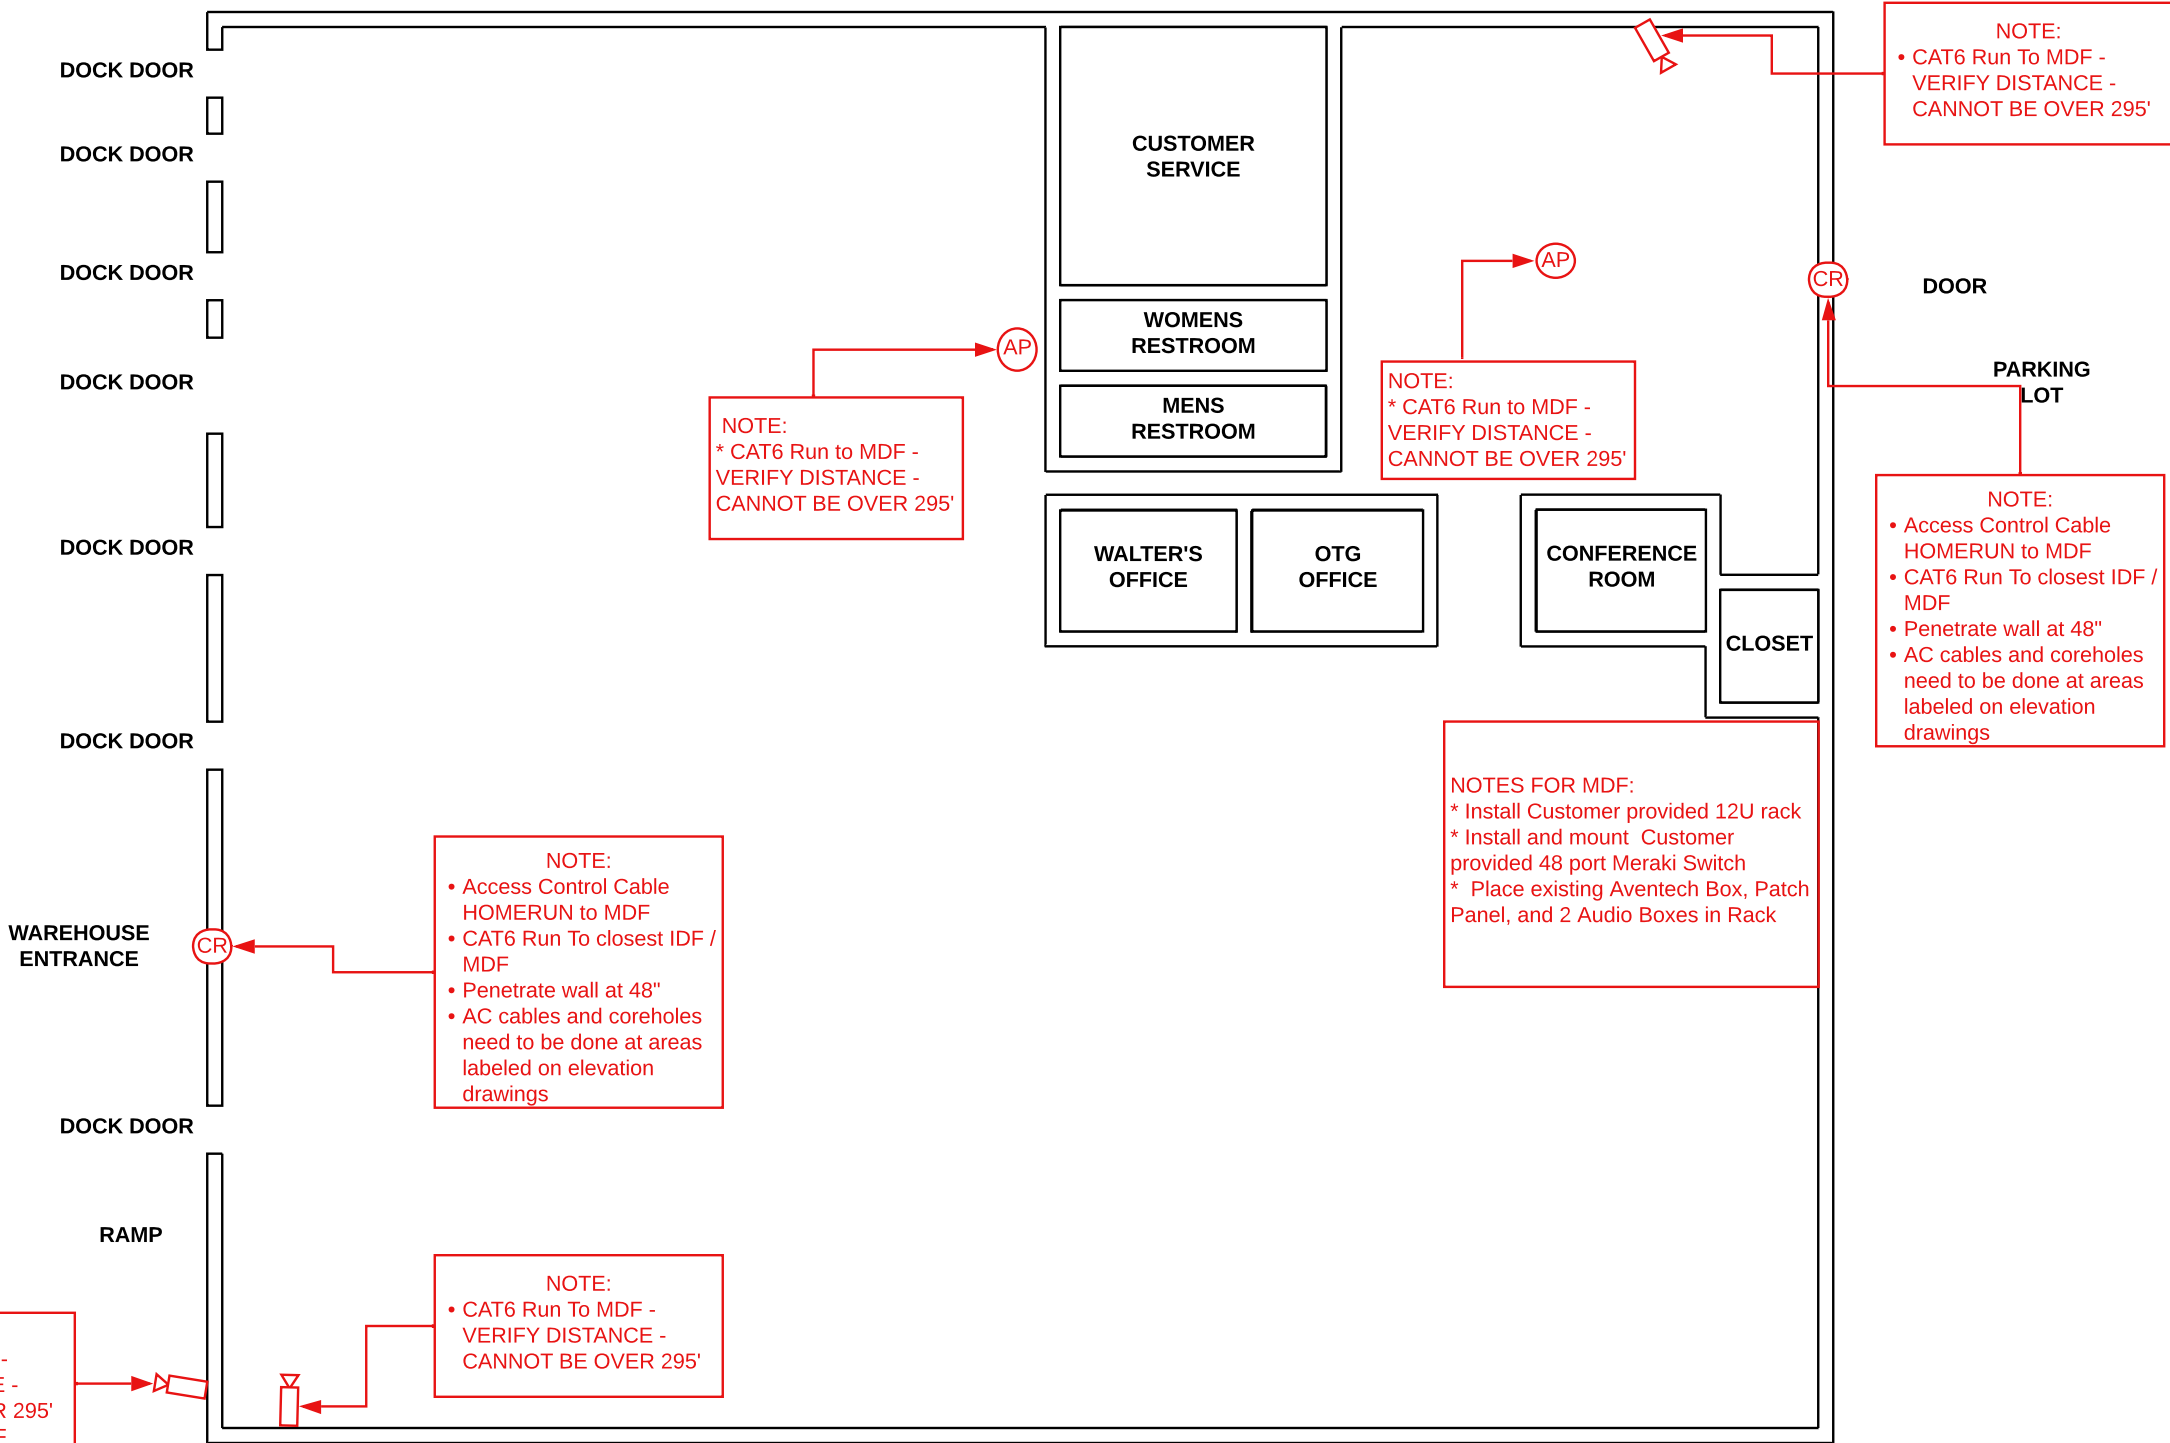 DOCK DOOR
DOCK DOOR
DOCK DOOR
DOCK DOOR
DOCK DOOR
DOCK DOOR
WAREHOUSE
ENTRANCE
DOCK DOOR
RAMP
-
-
295'
CUSTOMER
SERVICE
WOMENS
RESTROOM
MENS
RESTROOM
WALTER'S
OFFICE
OTG
OFFICE
CONFERENCE
ROOM
CLOSET
DOOR
PARKING
LOT
AP
NOTE:
* CAT6 Run to MDF -
VERIFY DISTANCE -
CANNOT BE OVER 295'
AP
NOTE:
* CAT6 Run to MDF -
VERIFY DISTANCE -
CANNOT BE OVER 295'
NOTE:
• CAT6 Run To MDF -
VERIFY DISTANCE -
CANNOT BE OVER 295'
CR
NOTE:
• Access Control Cable
HOMERUN to MDF
• CAT6 Run To closest IDF /
MDF
• Penetrate wall at 48"
• AC cables and coreholes
need to be done at areas
labeled on elevation
drawings
NOTES FOR MDF:
* Install Customer provided 12U rack
* Install and mount  Customer
provided 48 port Meraki Switch
*  Place existing Aventech Box, Patch
Panel, and 2 Audio Boxes in Rack
CR
NOTE:
• Access Control Cable
HOMERUN to MDF
• CAT6 Run To closest IDF /
MDF
• Penetrate wall at 48"
• AC cables and coreholes
need to be done at areas
labeled on elevation
drawings
NOTE:
• CAT6 Run To MDF -
VERIFY DISTANCE -
CANNOT BE OVER 295'